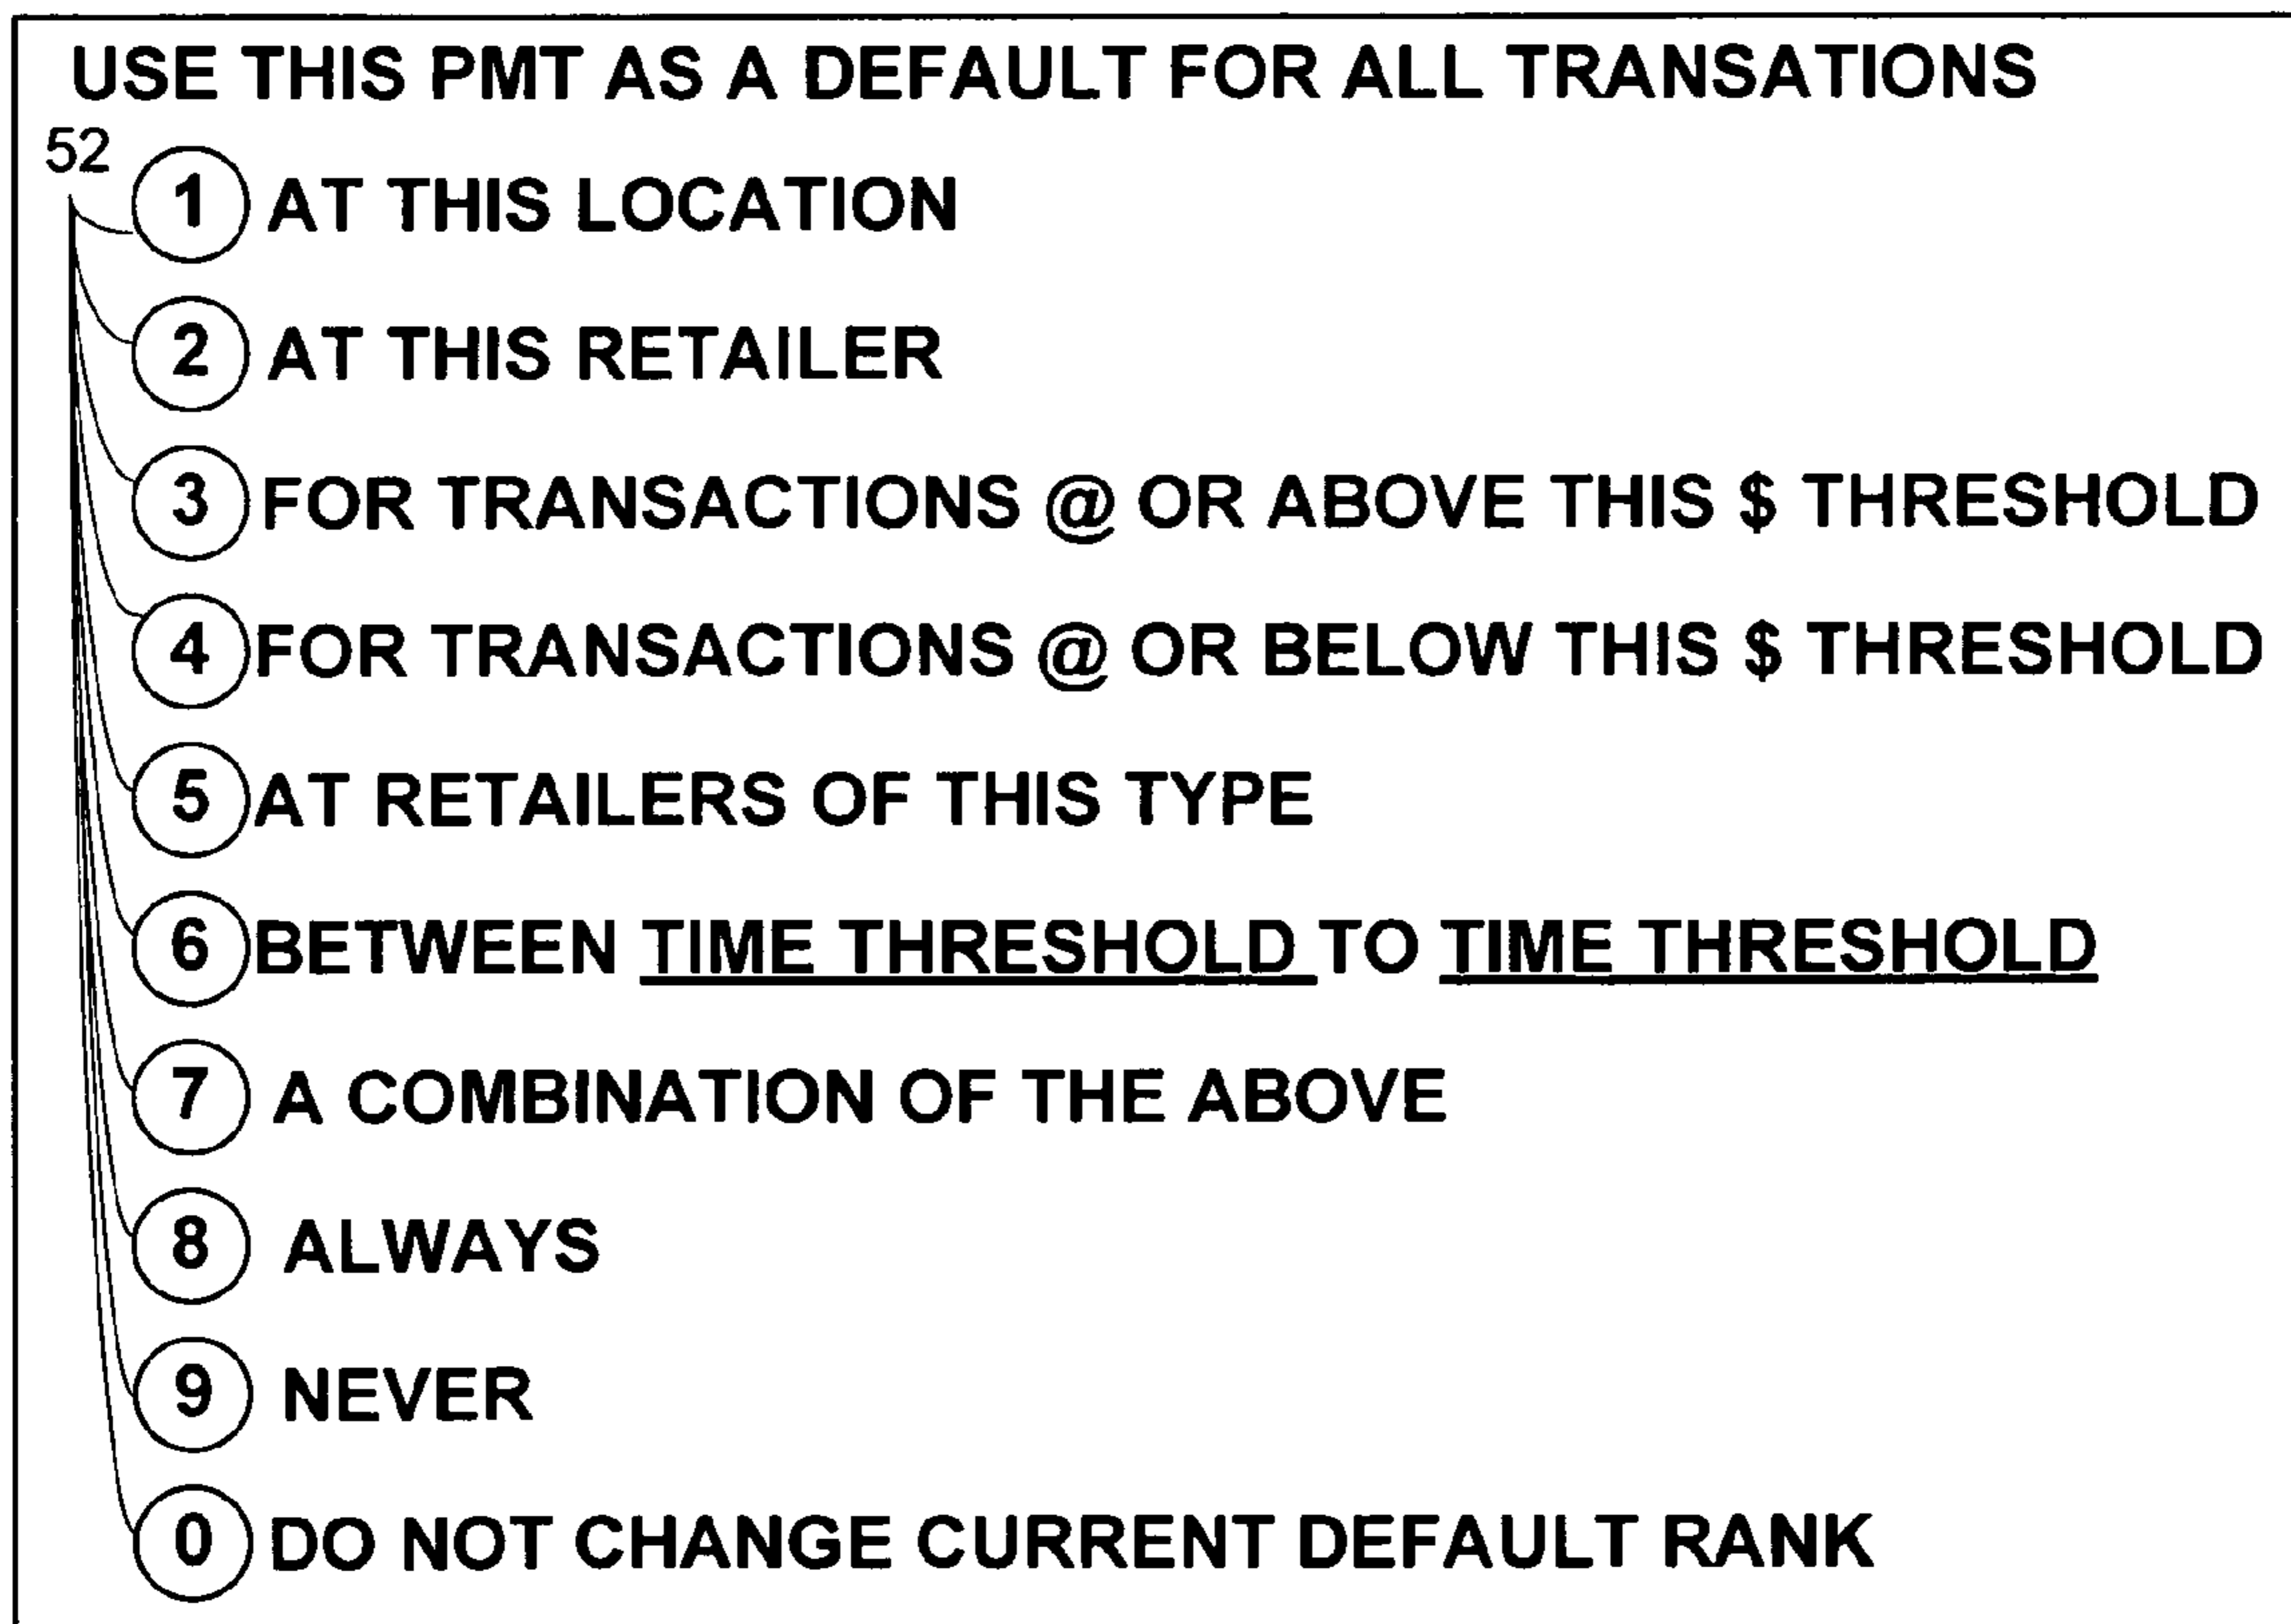 USE THIS PMT AS A DEFAULT FOR ALL TRANSATIONS
52
1 AT THIS LOCATION
2 AT THIS RETAILER
3 FOR TRANSACTIONS @ OR ABOVE THIS $ THRESHOLD
4 FOR TRANSACTIONS @ OR BELOW THIS $ THRESHOLD
5 AT RETAILERS OF THIS TYPE
6 BETWEEN TIME THRESHOLD TO TIME THRESHOLD
7 A COMBINATION OF THE ABOVE
8 ALWAYS
9 NEVER
0 DO NOT CHANGE CURRENT DEFAULT RANK